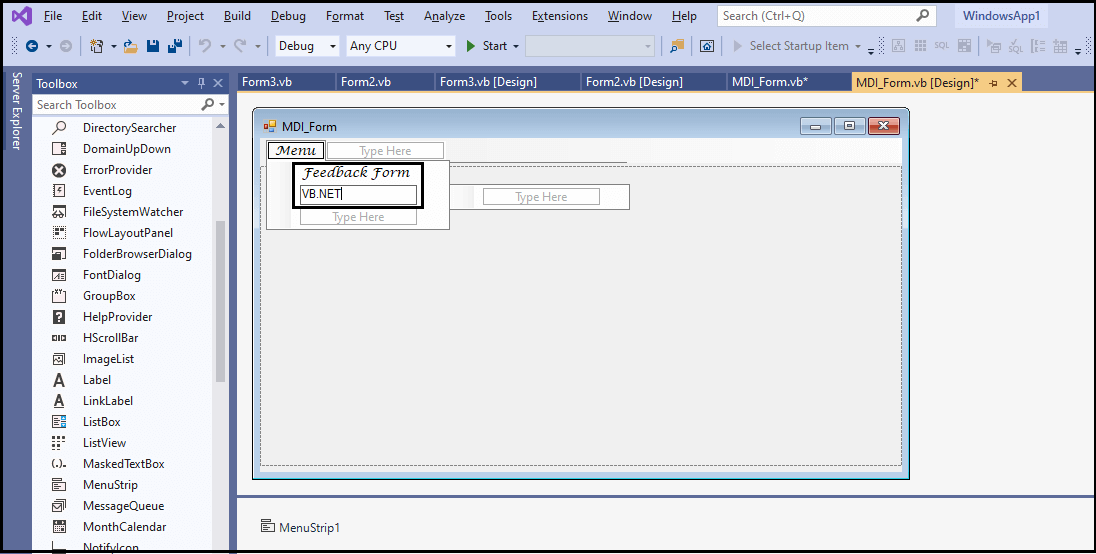 File Edit View Project Build Debug Format Test Analyze Tools Extensions Window Help Search (Ctrl+Q) WindowsApp1
Debug Any CPU Start Select Startup Item SQL SQL
Server Explorer
Toolbox
Search Toolbox
DirectorySearcher
DomainUpDown
ErrorProvider
EventLog
FileSystemWatcher
FlowLayoutPanel
FolderBrowserDialog
FontDialog
GroupBox
HelpProvider
HScrollBar
ImageList
Label
LinkLabel
ListBox
ListView
MaskedTextBox
MenuStrip
MessageQueue
MonthCalendar
NotifyIcon
Form3.vb Form2.vb Form3.vb [Design] Form2.vb [Design] MDI_Form.vb* MDI_Form.vb [Design]*
MDI_Form
Menu Type Here
Feedback Form
VB.NET Type Here
Type Here
MenuStrip1